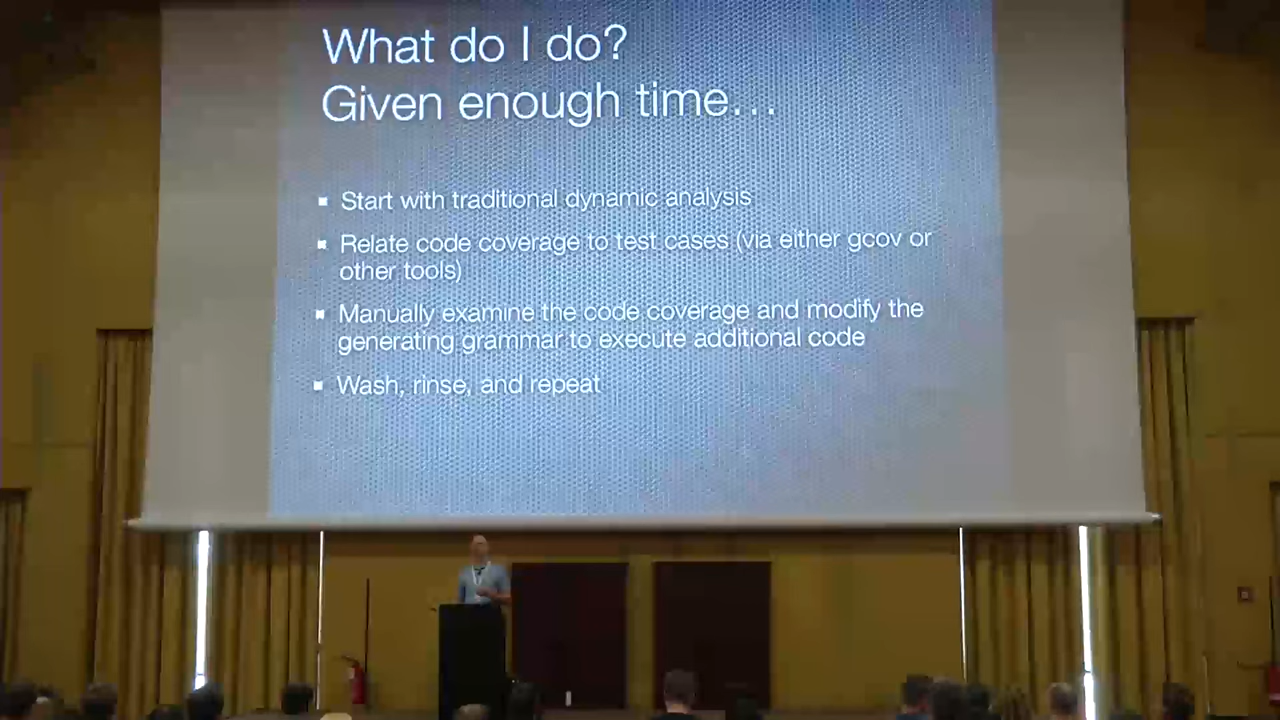 What do I do?
Given enough time…
Start with traditional dynamic analysis
Relate code coverage to test cases (via either gcov or
other tools)
Manually examine the code coverage and modify the
generating grammar to execute additional code
Wash, rinse, and repeat